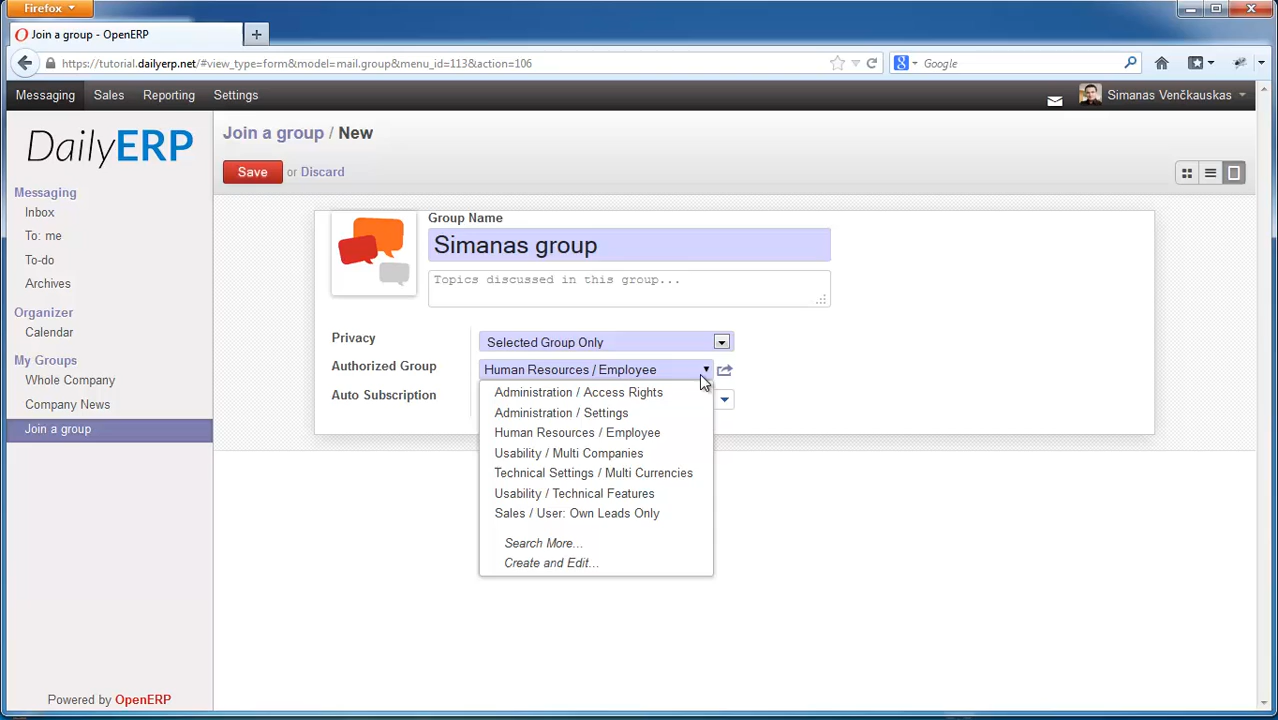 Firefox
Join a group - OpenERP
https://tutorial.dailyerp.net/#view_type=form&model=mail.group&menu_id=113&action=106
Google
Messaging Sales Reporting Settings
Simanas Venčkauskas
DailyERP
Join a group / New
Save or Discard
Messaging
Inbox
To: me
To-do
Archives
Organizer
Calendar
My Groups
Whole Company
Company News
Join a group
Group Name
Simanas group
Topics discussed in this group...
Privacy
Selected Group Only
Authorized Group
Human Resources / Employee
Auto Subscription
Administration / Access Rights
Administration / Settings
Human Resources / Employee
Usability / Multi Companies
Technical Settings / Multi Currencies
Usability / Technical Features
Sales / User: Own Leads Only
Search More...
Create and Edit...
Powered by OpenERP